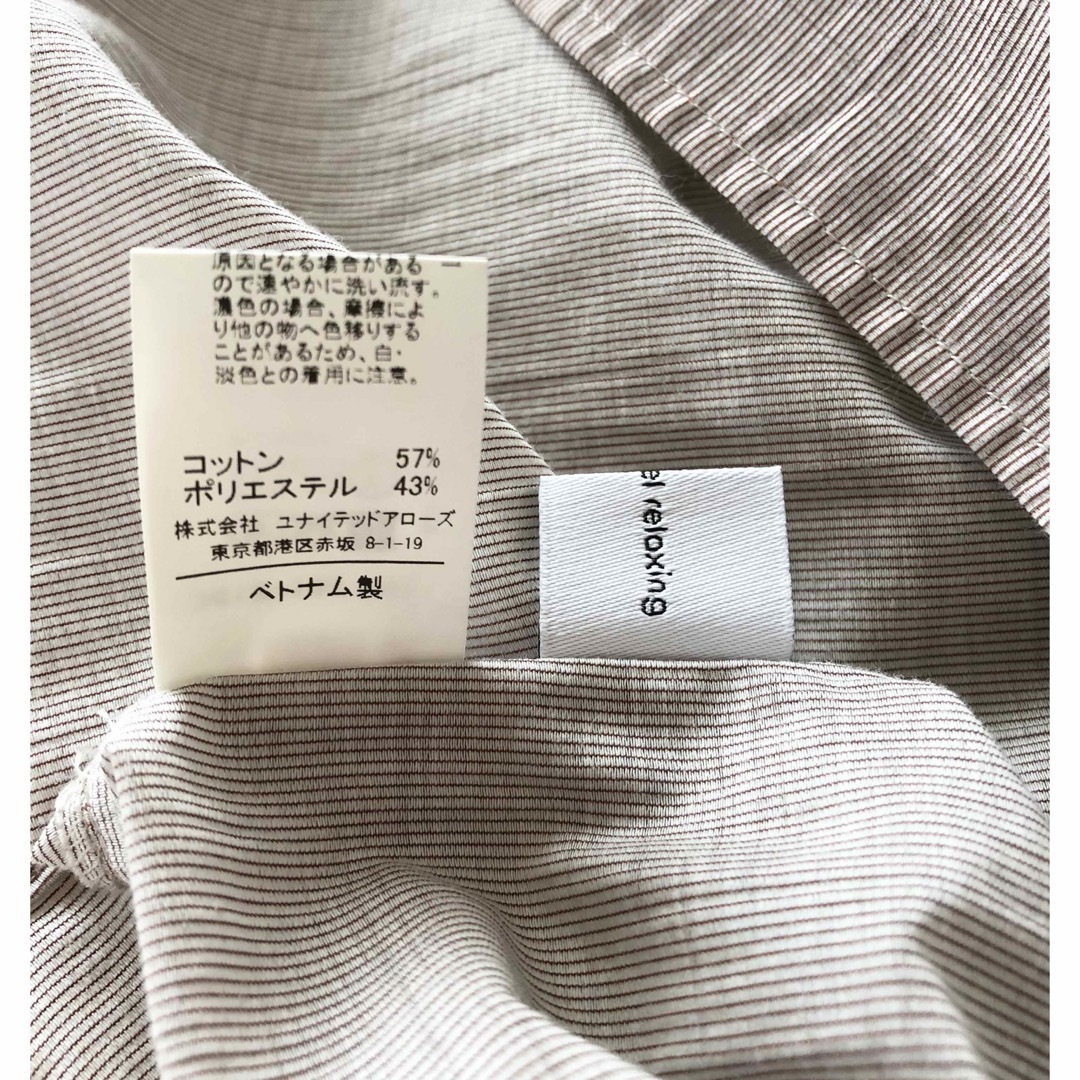 原因となる場合がある
ので速やかに洗い流す。
濃色の場合、摩擦によ
り他の物へ色移りする
ことがあるため、白・
淡色との着用に注意。
コットン 57%
ポリエステル 43%
株式会社 ユナイテッドアローズ
東京都港区赤坂 8-1-19
ベトナム製
el relaxing